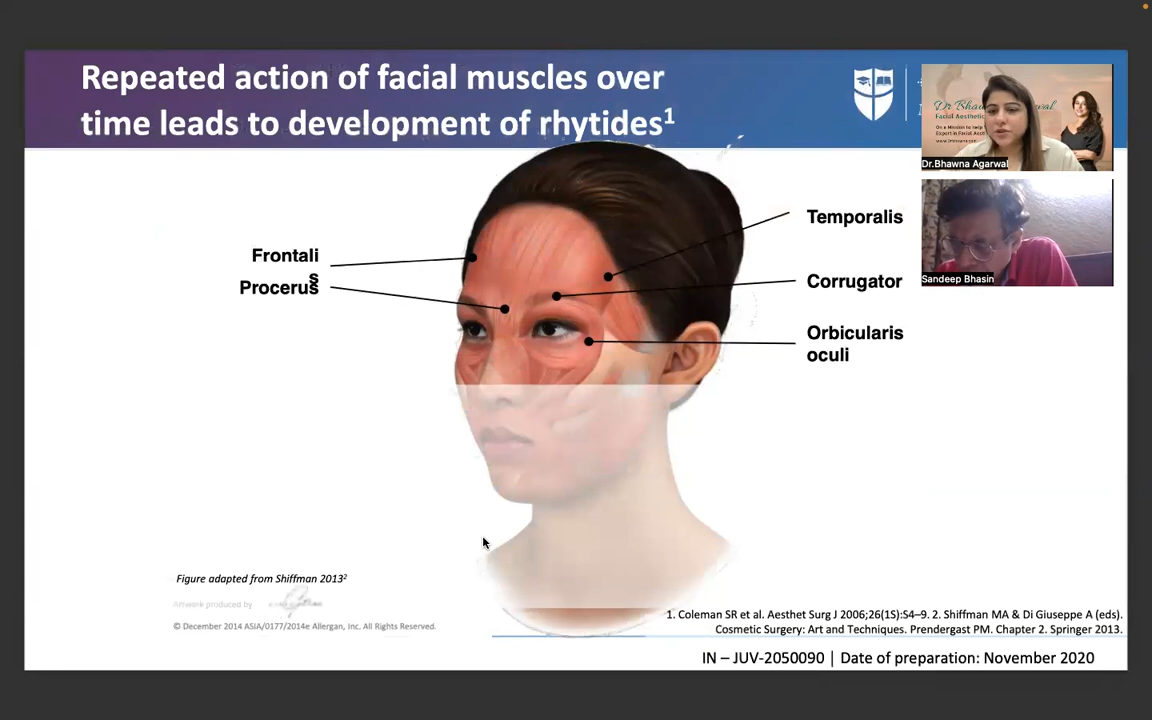 Repeated action of facial muscles over
time leads to development of rhytides¹
Dr.Bhawna Agarwal
Sandeep Bhasin
Frontali
s
Procerus
Temporalis
Corrugator
Orbicularis
oculi
Figure adapted from Shiffman 2013²
Artwork produced by
© December 2014 ASIA/0177/2014e Allergan, Inc. All Rights Reserved.
1. Coleman SR et al. Aesthet Surg J 2006;26(1S):S4–9. 2. Shiffman MA & Di Giuseppe A (eds).
Cosmetic Surgery: Art and Techniques. Prendergast PM. Chapter 2. Springer 2013.
IN – JUV-2050090 | Date of preparation: November 2020